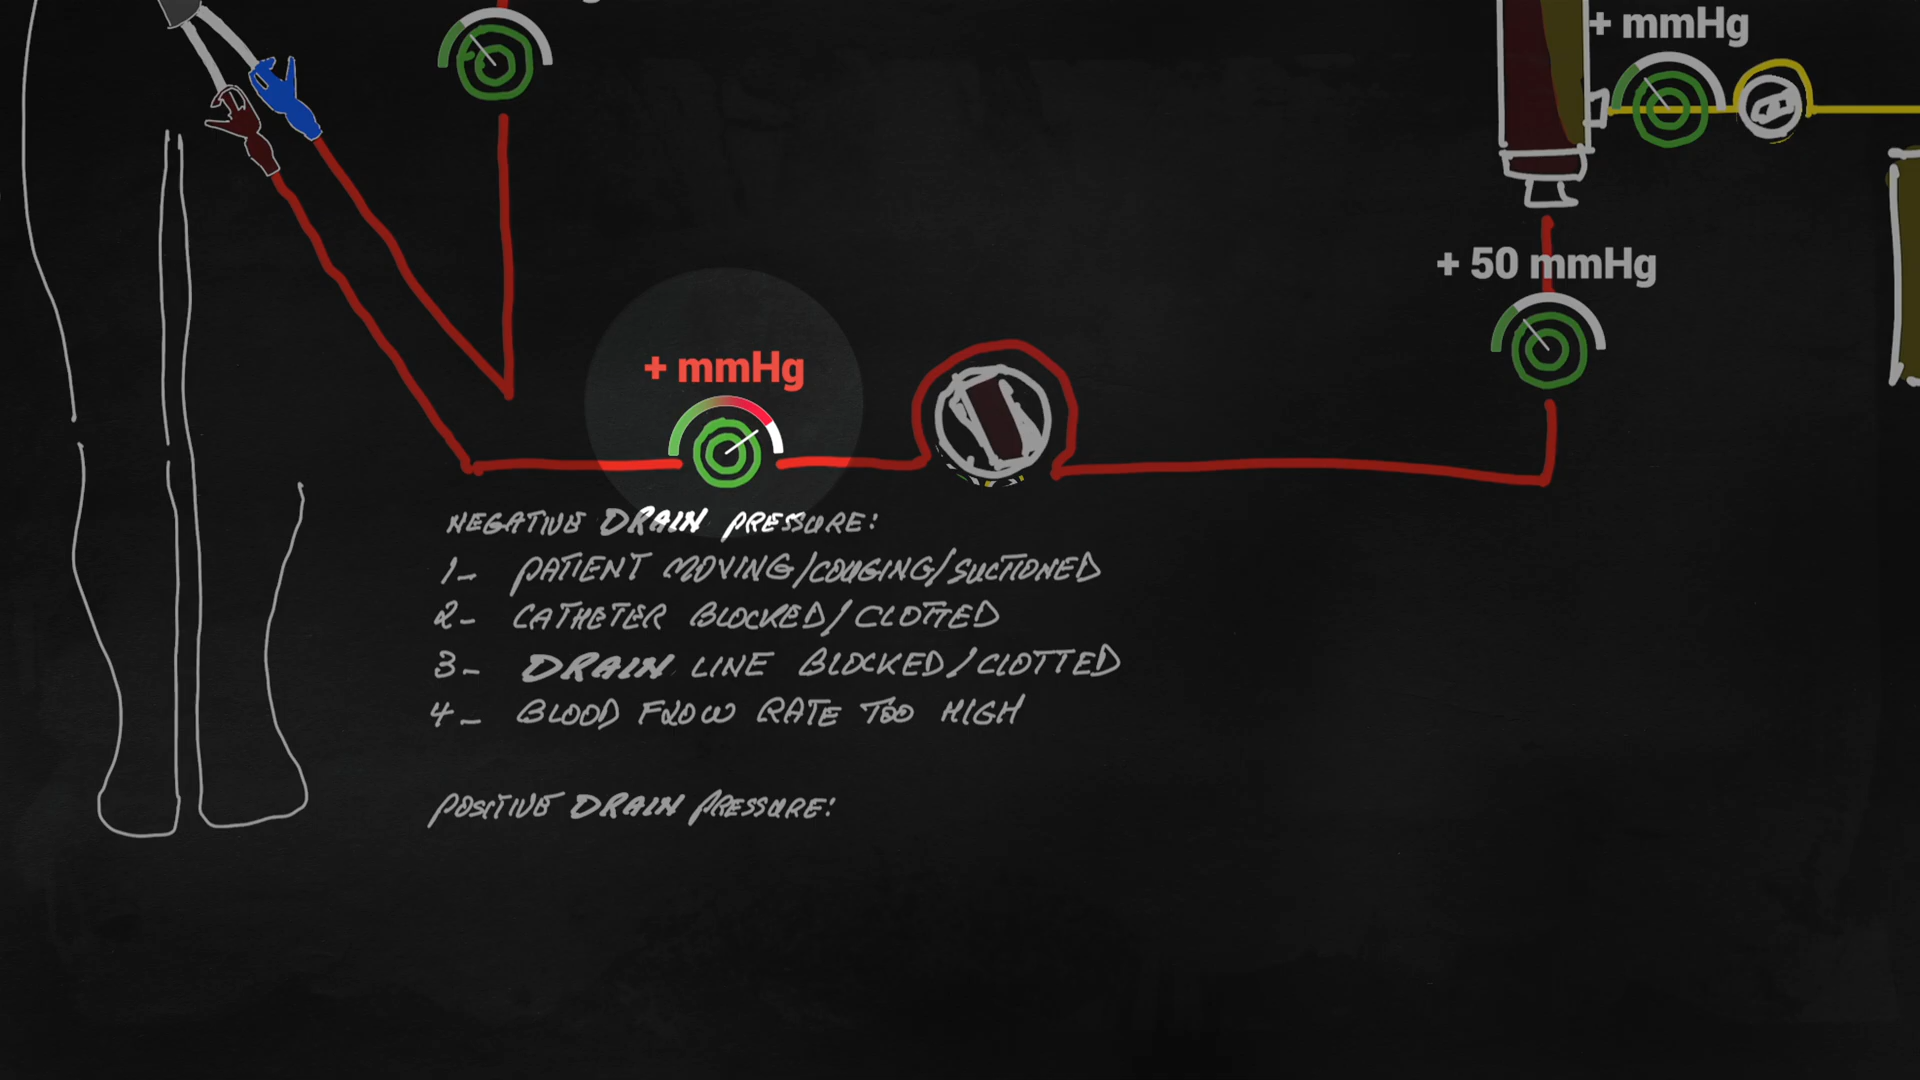 + mmHg
+ 50 mmHg
+ mmHg
NEGATIVE DRAIN PRESSURE:
1- PATIENT MOVING/COUGING/SUCTIONED
2- CATHETER BLOCKED/CLOTTED
3- DRAIN LINE BLOCKED/CLOTTED
4- BLOOD FLOW RATE TOO HIGH
POSITIVE DRAIN PRESSURE: